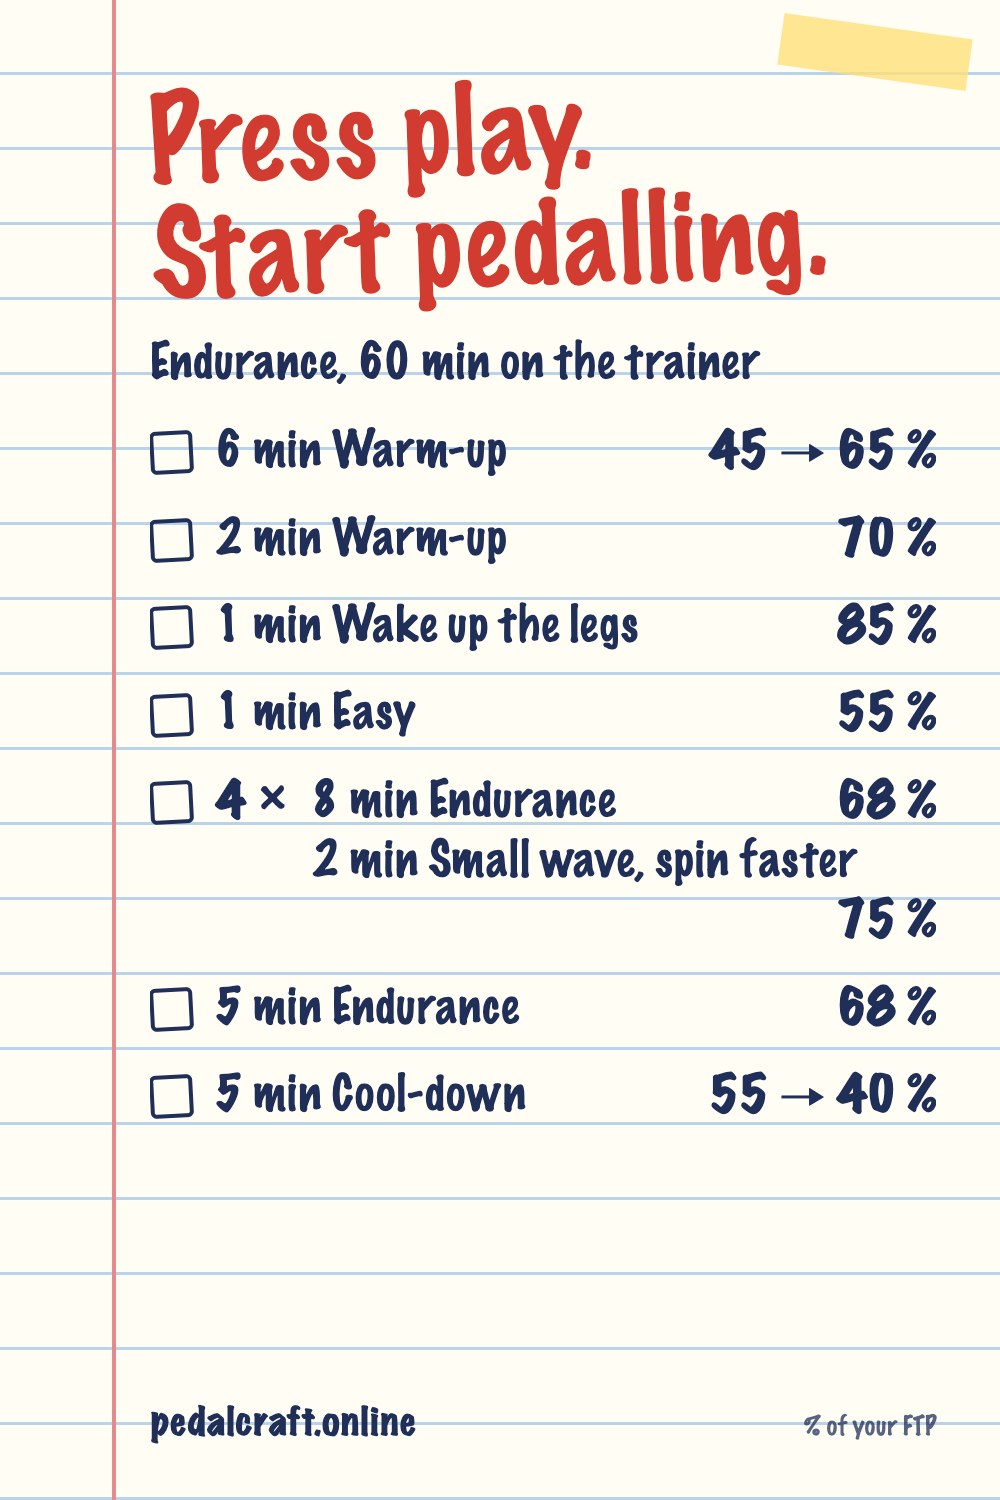 Press play.
Start pedalling.
Endurance, 60 min on the trainer
6 min Warm-up 45 → 65 %
2 min Warm-up 70 %
1 min Wake up the legs 85 %
1 min Easy 55 %
4 × 8 min Endurance 68 %
2 min Small wave, spin faster
75 %
5 min Endurance 68 %
5 min Cool-down 55 → 40 %
pedalcraft.online % of your FTP